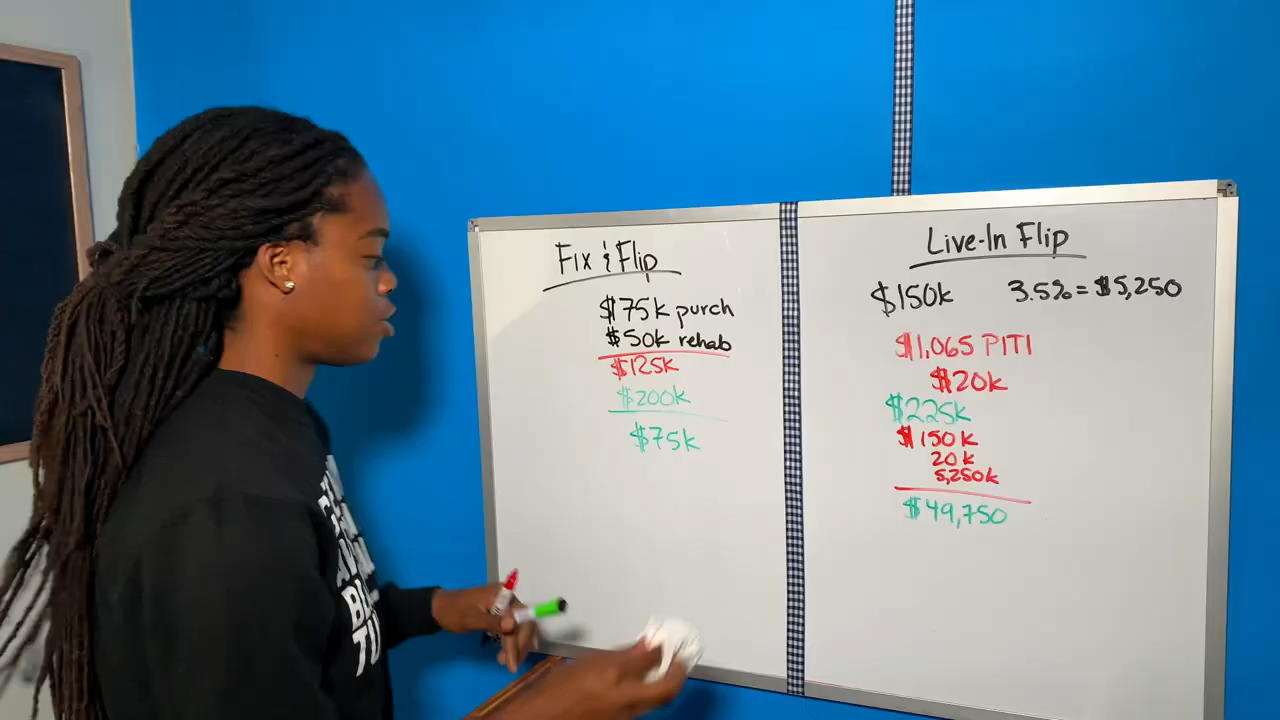 Fix & Flip
$75k purch
$50k rehab
$125k
$200k
$75k
Live-In Flip
$150k 3.5% = $5,250
$1,065 PITI
$20k
$225k
$150k
20k
5,250k
$49,750